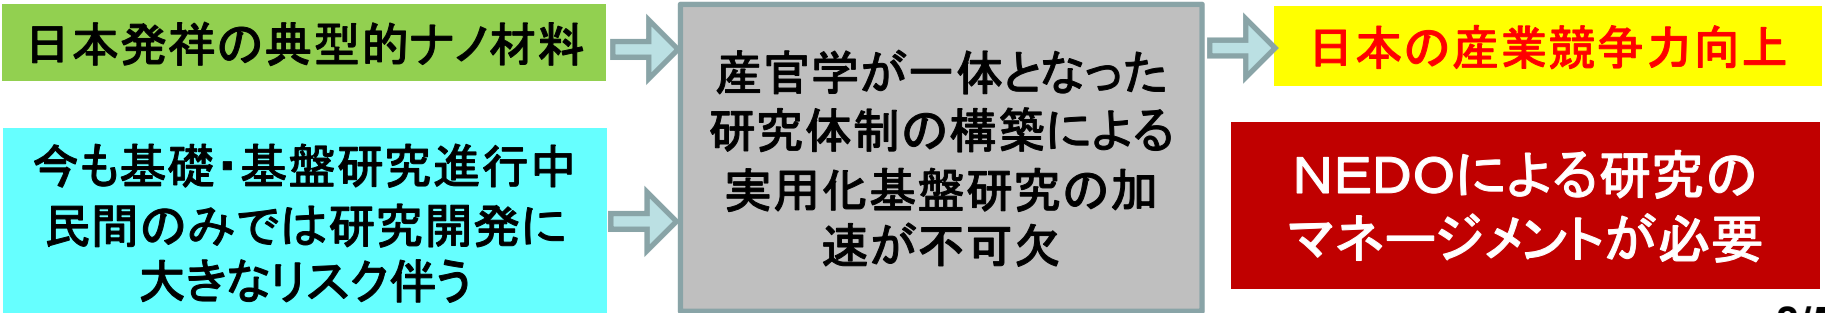 日本発祥の典型的ナノ材料
今も基礎・基盤研究進行中
民間のみでは研究開発に
大きなリスク伴う
産官学が一体となった
研究体制の構築による
実用化基盤研究の加
速が不可欠
日本の産業競争力向上
NEDOによる研究の
マネージメントが必要